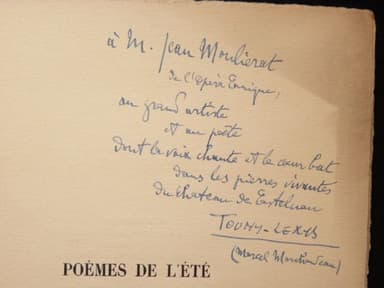 à M. Jean Mouliérat
de l'Opéra Comique,
au grand artiste
et au poète
dont la voix chante et le cœur bat
dans les pierres vivantes
du château de Castelnau
TOUNY-LERYS
(Marcel Marchandeau)
POÈMES DE L'ÉTÉ